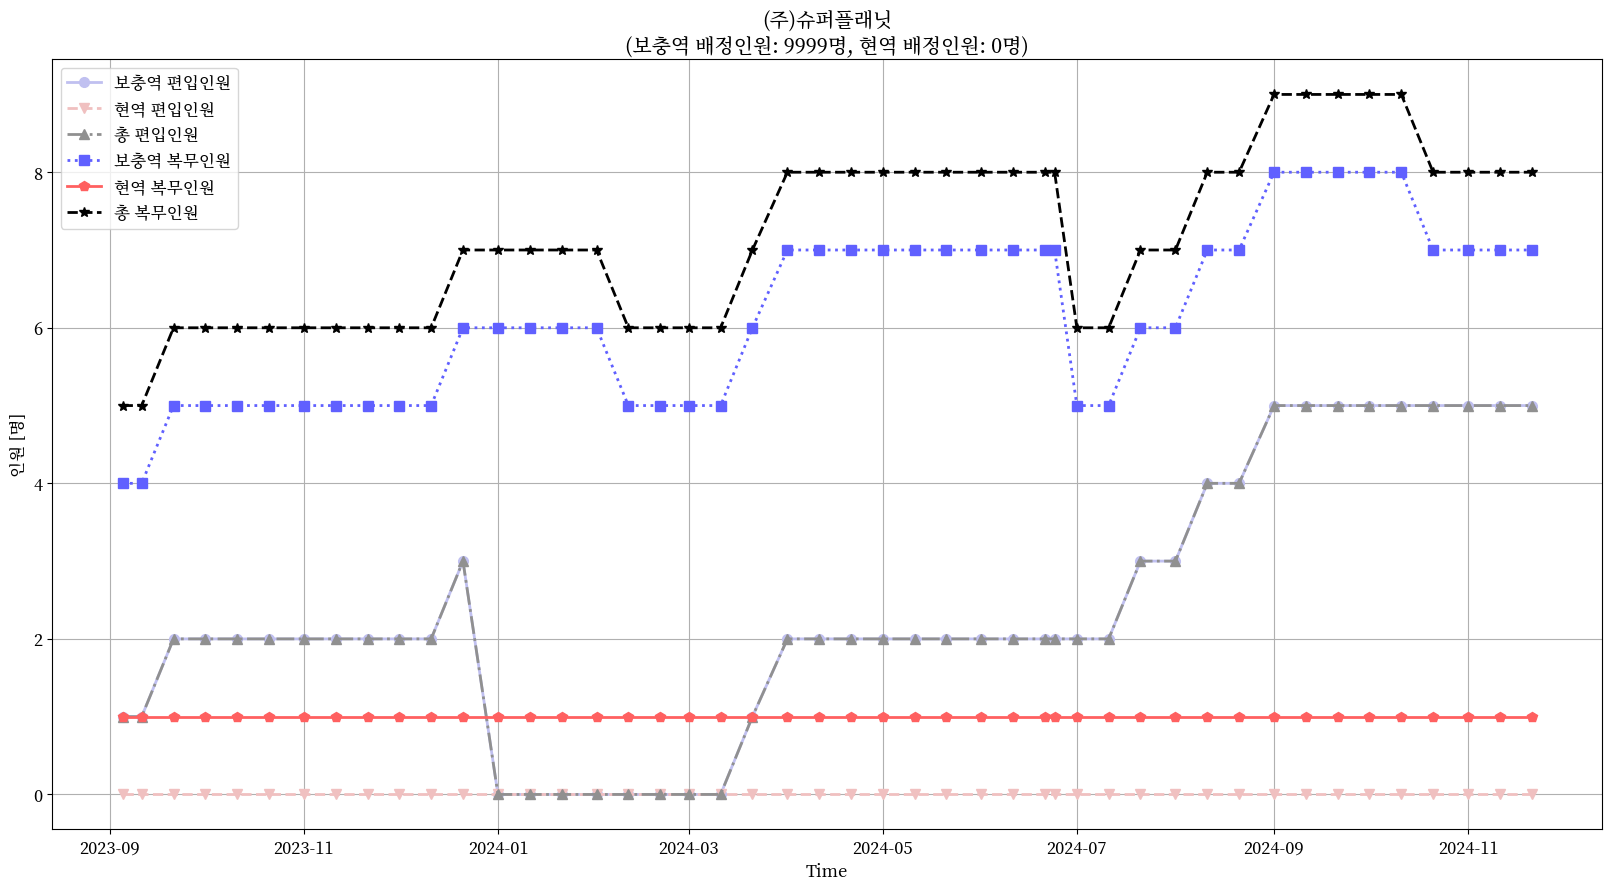 (주)슈퍼플래닛
(보충역 배정인원: 9999명, 현역 배정인원: 0명)
보충역 편입인원
현역 편입인원
총 편입인원
보충역 복무인원
현역 복무인원
총 복무인원
8
6
4
2
0
인원 [명]
2023-09
2023-11
2024-01
2024-03
2024-05
2024-07
2024-09
2024-11
Time